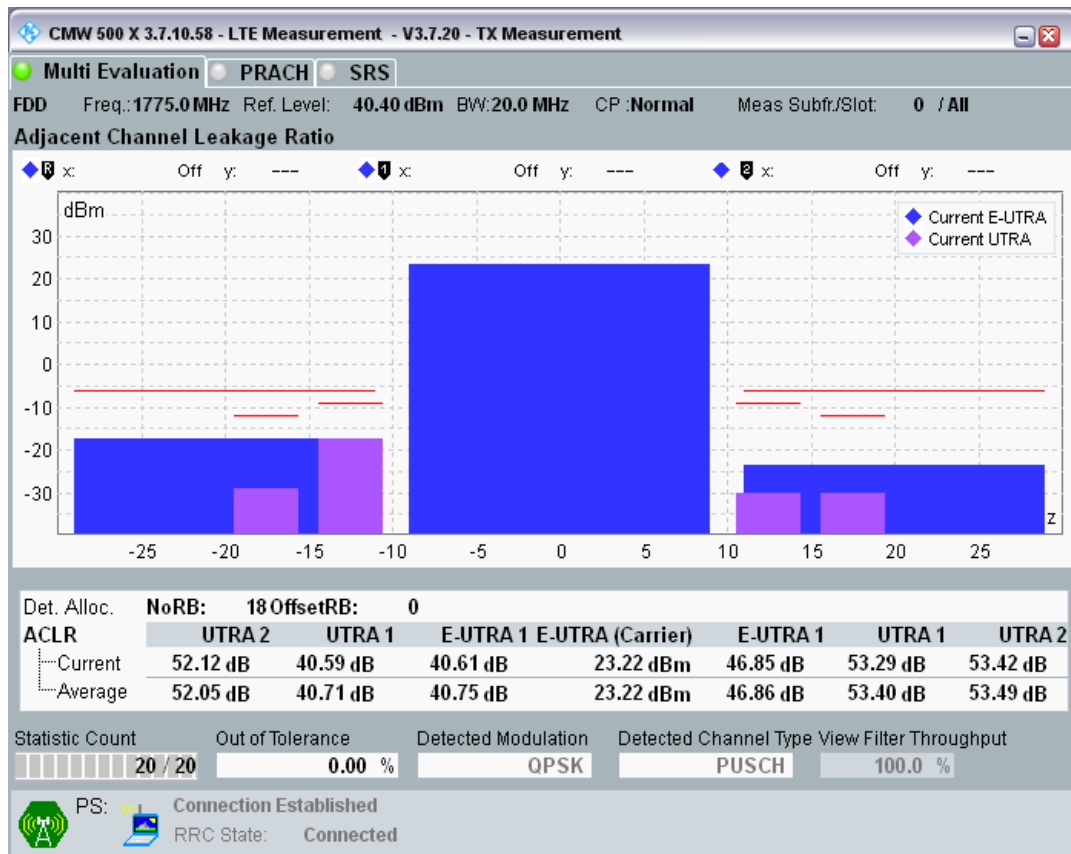 CMW 500 X 3.7.10.58 - LTE Measurement - V3.7.20 - TX Measurement
Multi Evaluation PRACH SRS
FDD Freq.:1775.0 MHz Ref. Level: 40.40 dBm BW:20.0 MHz CP :Normal Meas Subfr./Slot: 0 / All
Adjacent Channel Leakage Ratio
R x: Off y: --- 1 x: Off y: --- 2 x: Off y: ---
dBm
Current E-UTRA
Current UTRA
30
20
10
0
-10
-20
-30
z
-25 -20 -15 -10 -5 0 5 10 15 20 25
Det. Alloc. NoRB: 18 OffsetRB: 0
ACLR UTRA 2 UTRA 1 E-UTRA 1 E-UTRA (Carrier) E-UTRA 1 UTRA 1 UTRA 2
Current 52.12 dB 40.59 dB 40.61 dB 23.22 dBm 46.85 dB 53.29 dB 53.42 dB
Average 52.05 dB 40.71 dB 40.75 dB 23.22 dBm 46.86 dB 53.40 dB 53.49 dB
Statistic Count Out of Tolerance Detected Modulation Detected Channel Type View Filter Throughput
20 / 20 0.00 % QPSK PUSCH 100.0 %
PS: Connection Established
RRC State: Connected